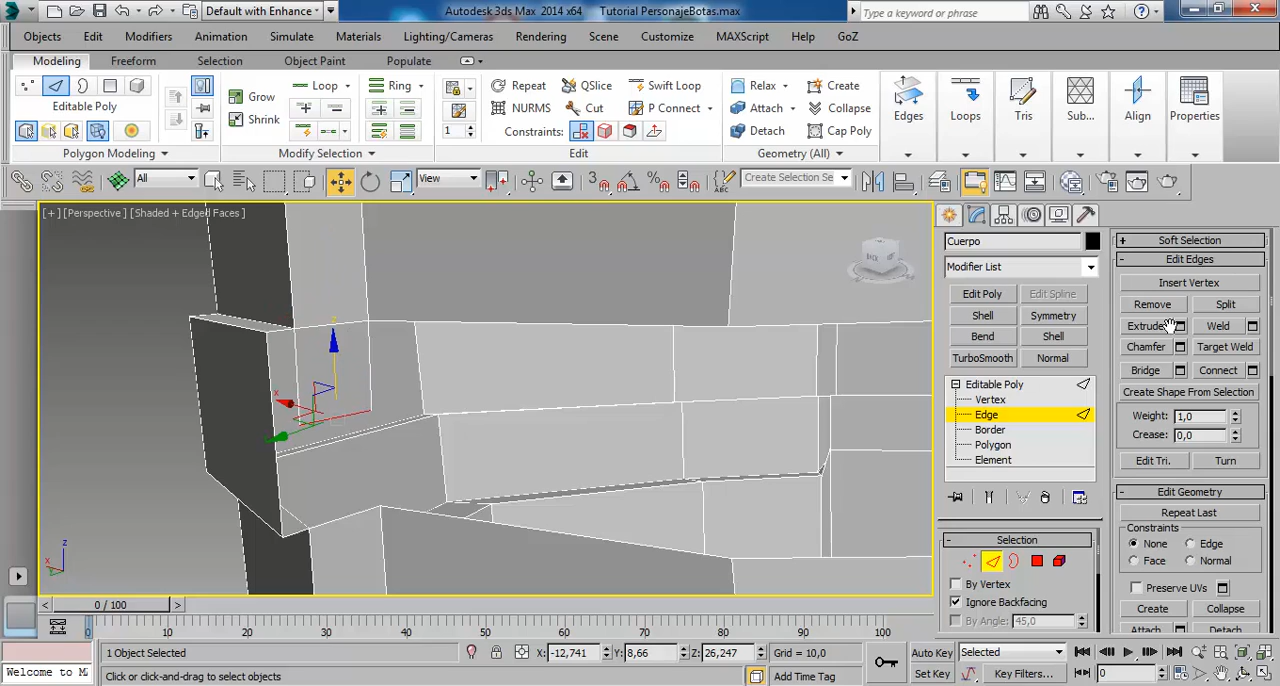 Default with Enhance
Autodesk 3ds Max 2014 x64 Tutorial PersonajeBotas.max
Type a keyword or phrase
Objects Edit Modifiers Animation Simulate Materials Lighting/Cameras Rendering Scene Customize MAXScript Help GoZ
Modeling Freeform Selection Object Paint Populate
Loop Ring Repeat QSlice Swift Loop Relax Create
Grow NURMS Cut P Connect Attach Collapse Edges Loops Tris Sub... Align Properties
Editable Poly Shrink 1 Constraints: Detach Cap Poly
Polygon Modeling Modify Selection Edit Geometry (All)
All View Create Selection Se
[+] [Perspective] [Shaded + Edged Faces]
Cuerpo
Modifier List
Edit Poly Edit Spline
Shell Symmetry
Bend Shell
TurboSmooth Normal
Editable Poly
Vertex
Edge
Border
Polygon
Element
Selection
By Vertex
Ignore Backfacing
By Angle: 45,0
Soft Selection
Edit Edges
Insert Vertex
Remove Split
Extrude Weld
Chamfer Target Weld
Bridge Connect
Create Shape From Selection
Weight: 1,0
Crease: 0,0
Edit Tri. Turn
Edit Geometry
Repeat Last
Constraints
None Edge
Face Normal
Preserve UVs
Create Collapse
Attach Detach
z
x
0 / 100
0 10 20 30 40 50 60 70 80 90 100
1 Object Selected X: -12,741 Y: 8,66 Z: 26,247 Grid = 10,0 Auto Key Selected
Welcome to M Click or click-and-drag to select objects Add Time Tag Set Key Key Filters... 0